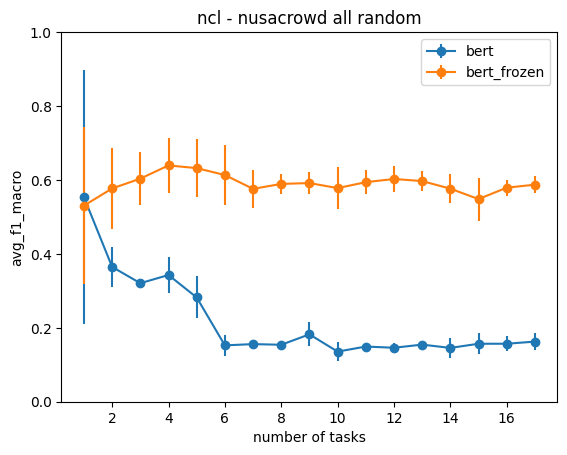 ncl - nusacrowd all random
bert
bert_frozen
avg_f1_macro
1.0
0.8
0.6
0.4
0.2
0.0
2 4 6 8 10 12 14 16
number of tasks